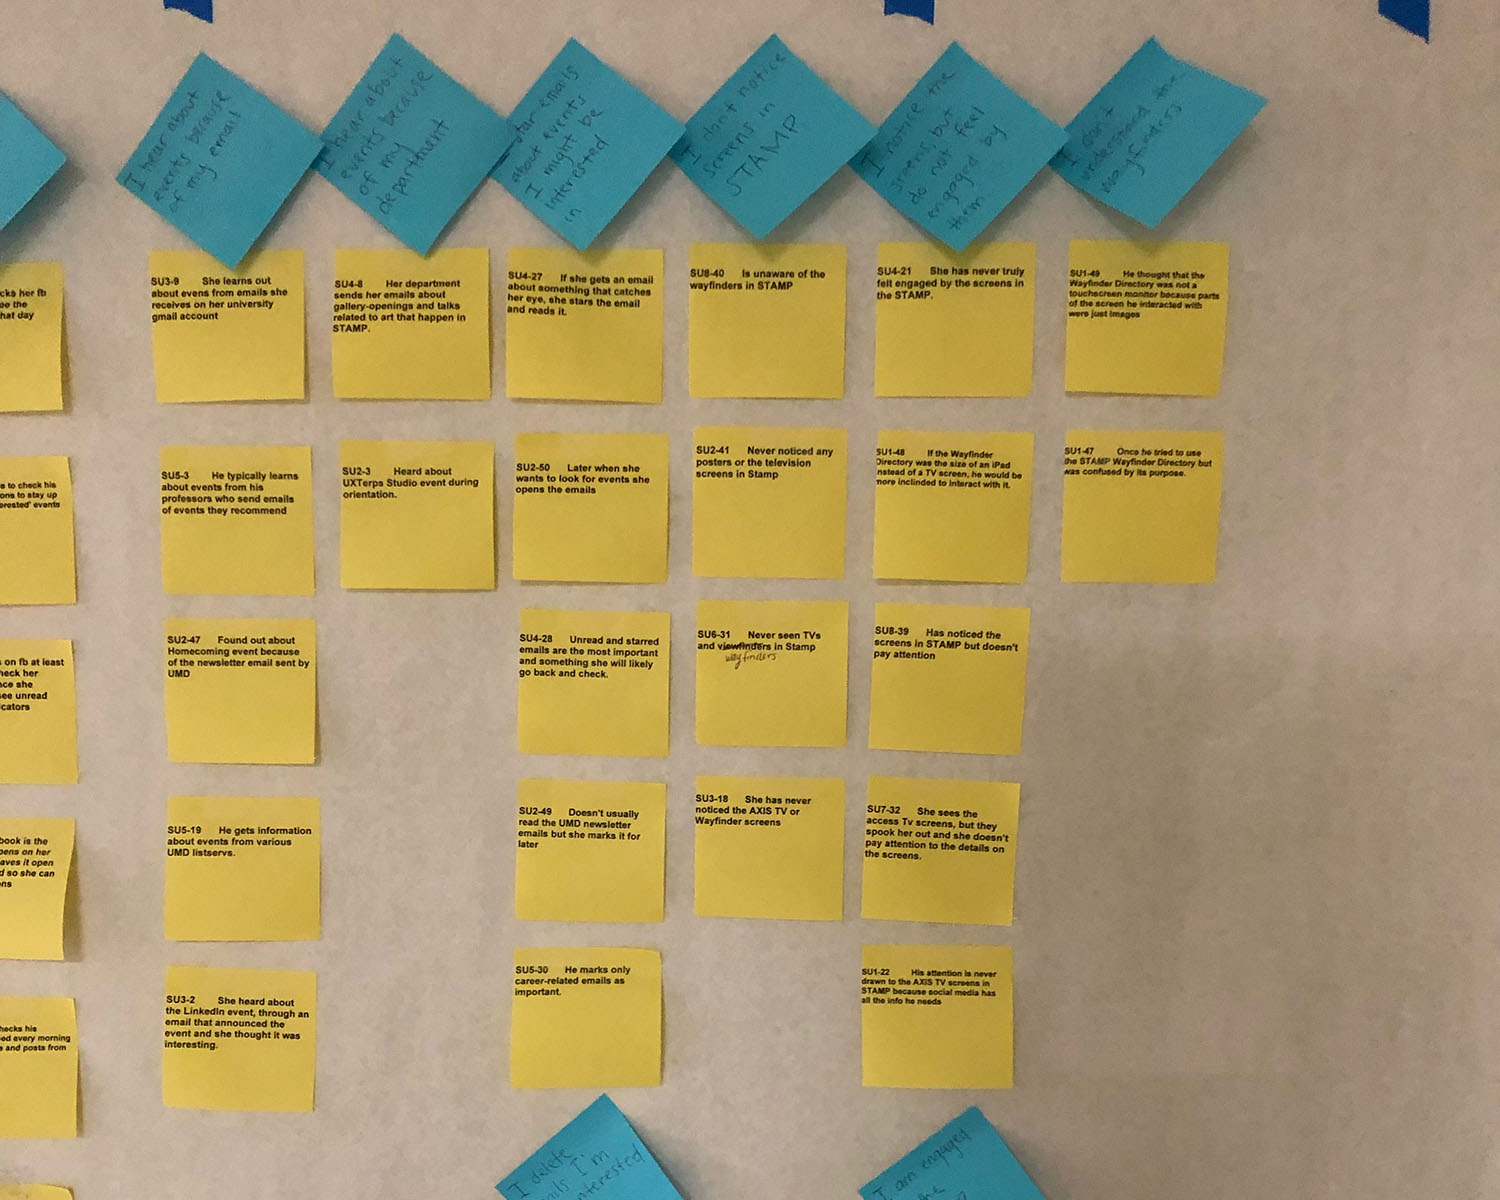 I hear about
events because
of my email
I hear about
events because
of my
department
star emails
about events
I might be
interested
in
I don't notice
screens in
STAMP
I notice the
screens, but
do not feel
engaged by
them
I don't
understand the
wayfinders
SU3-9 She learns out
about evens from emails she
receives on her university
gmail account
SU4-8 Her department
sends her emails about
gallery-openings and talks
related to art that happen in
STAMP.
SU4-27 If she gets an email
about something that catches
her eye, she stars the email
and reads it.
SU8-40 Is unaware of the
wayfinders in STAMP
SU4-21 She has never truly
felt engaged by the screens in
the STAMP.
SU1-49 He thought that the
Wayfinder Directory was not a
touchscreen monitor because parts
of the screen he interacted with
were just images
cks her fb
the
hat day
SU5-3 He typically learns
about events from his
professors who send emails
of events they recommend
SU2-3 Heard about
UXTerps Studio event during
orientation.
SU2-50 Later when she
wants to look for events she
opens the emails
SU2-41 Never noticed any
posters or the television
screens in Stamp
SU1-48 If the Wayfinder
Directory was the size of an iPad
instead of a TV screen, he would be
more inclinded to interact with it.
SU1-47 Once he tried to use
the STAMP Wayfinder Directory but
was confused by its purpose.
s to check his
ons to stay up
erested' events
SU2-47 Found out about
Homecoming event because
of the newsletter email sent by
UMD
SU4-28 Unread and starred
emails are the most important
and something she will likely
go back and check.
SU6-31 Never seen TVs
and viewfinders in Stamp
wayfinders
SU8-39 Has noticed the
screens in STAMP but doesn't
pay attention
on fb at least
heck her
nce she
see unread
icators
SU5-19 He gets information
about events from various
UMD listservs.
SU2-49 Doesn't usually
read the UMD newsletter
emails but she marks it for
later
SU3-18 She has never
noticed the AXIS TV or
Wayfinder screens
SU7-32 She sees the
access Tv screens, but they
spook her out and she doesn't
pay attention to the details on
the screens.
book is the
pens on her
aves it open
d so she can
ns
SU3-2 She heard about
the LinkedIn event, through an
email that announced the
event and she thought it was
interesting.
SU5-30 He marks only
career-related emails as
important.
SU1-22 His attention is never
drawn to the AXIS TV screens in
STAMP because social media has
all the info he needs
hecks his
ed every morning
s and posts from
I delete
I'm
I am engaged